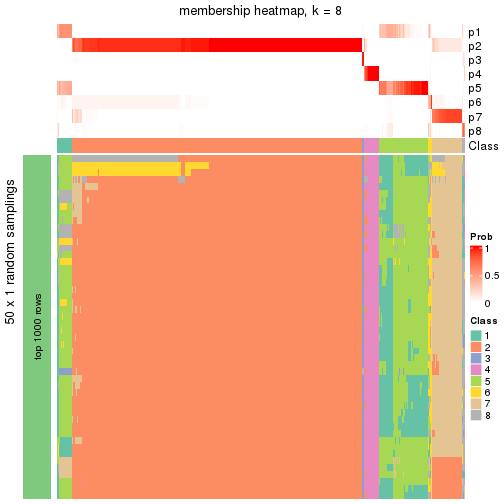 membership heatmap, k = 8
p1
p2
p3
p4
p5
p6
p7
p8
Class
50 x 1 random samplings
top 1000 rows
Prob
1
0.5
0
Class
1
2
3
4
5
6
7
8